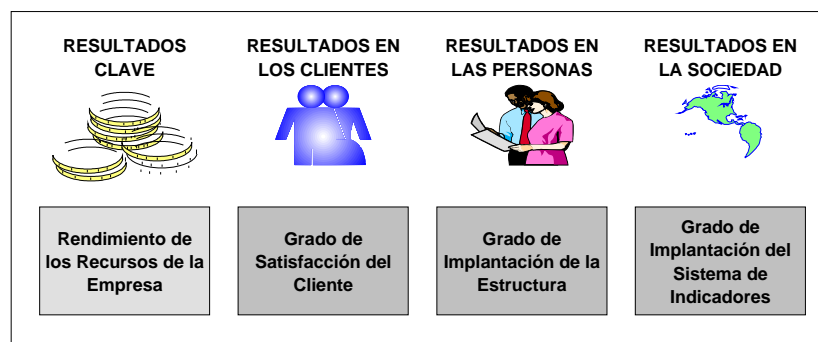 RESULTADOS
CLAVE
RESULTADOS EN
LOS CLIENTES
RESULTADOS EN
LAS PERSONAS
RESULTADOS EN
LA SOCIEDAD
Rendimiento de
los Recursos de la
Empresa
Grado de
Satisfacción del
Cliente
Grado de
Implantación de la
Estructura
Grado de
Implantación del
Sistema de
Indicadores